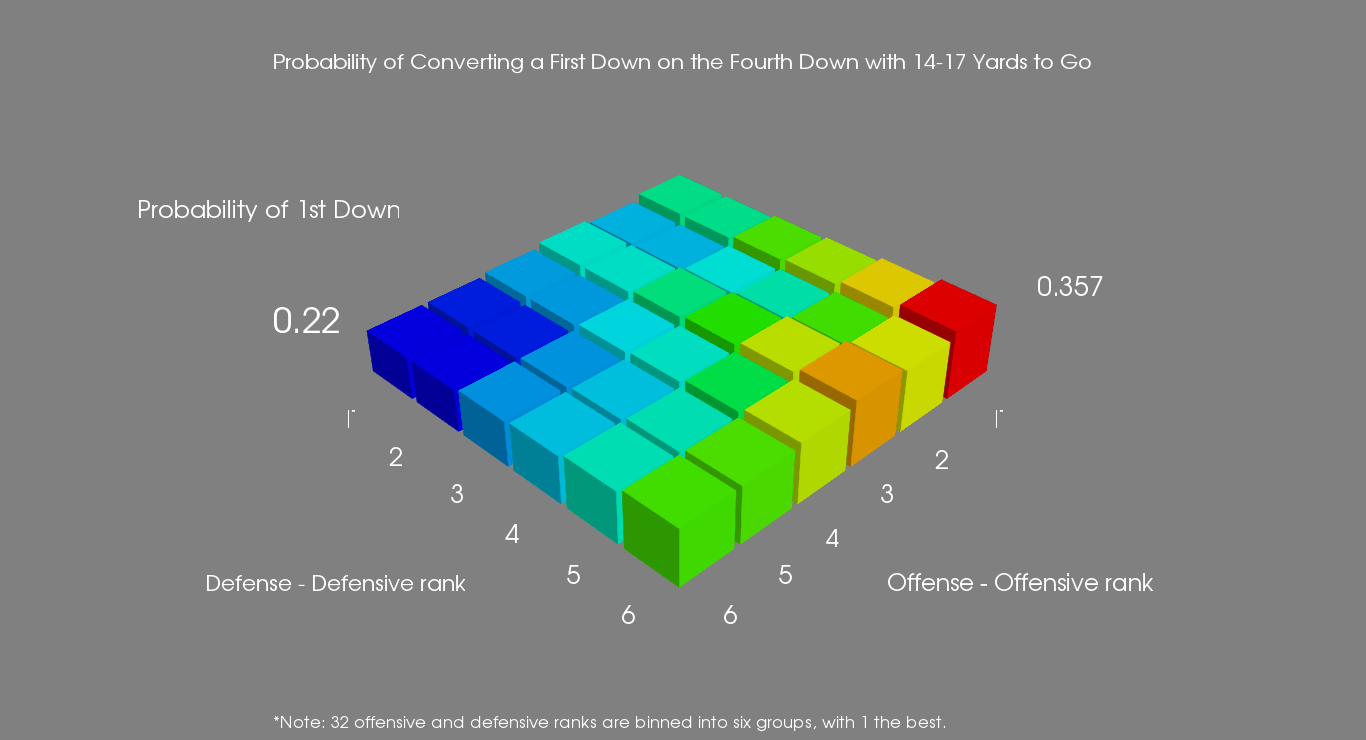 Probability of Converting a First Down on the Fourth Down with 14-17 Yards to Go
Probability of 1st Down
0.357
0.22
2
2
3
3
4
4
5
5
Defense - Defensive rank
Offense - Offensive rank
6
6
*Note: 32 offensive and defensive ranks are binned into six groups, with 1 the best.